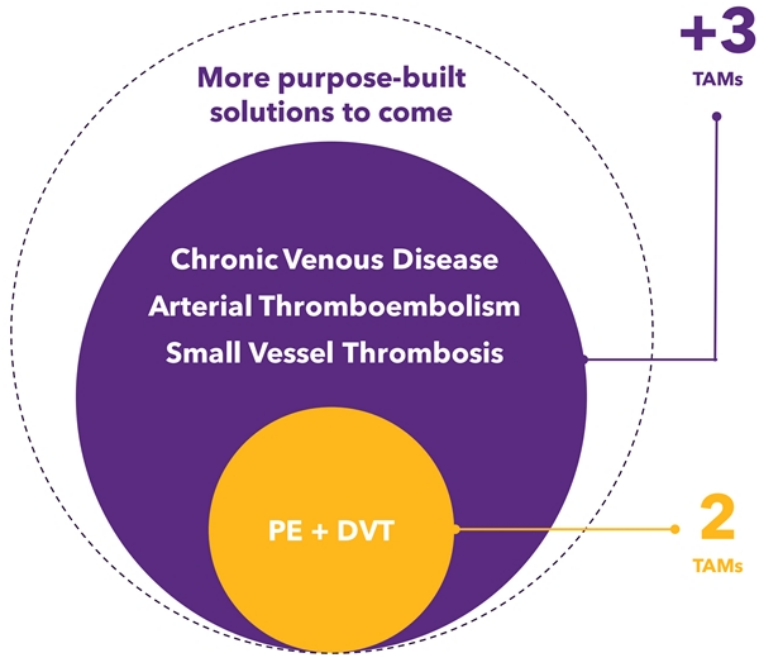 More purpose-built
solutions to come
+3
TAMs
Chronic Venous Disease
Arterial Thromboembolism
Small Vessel Thrombosis
PE + DVT
2
TAMs